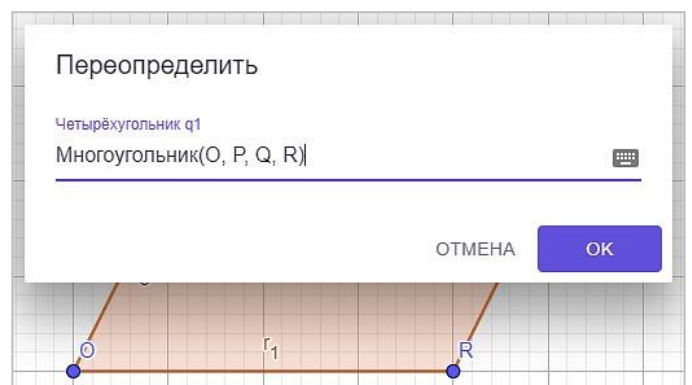 Переопределить
Четырёхугольник q1
Многоугольник(O, P, Q, R)
ОТМЕНА
OK
O
r₁
R